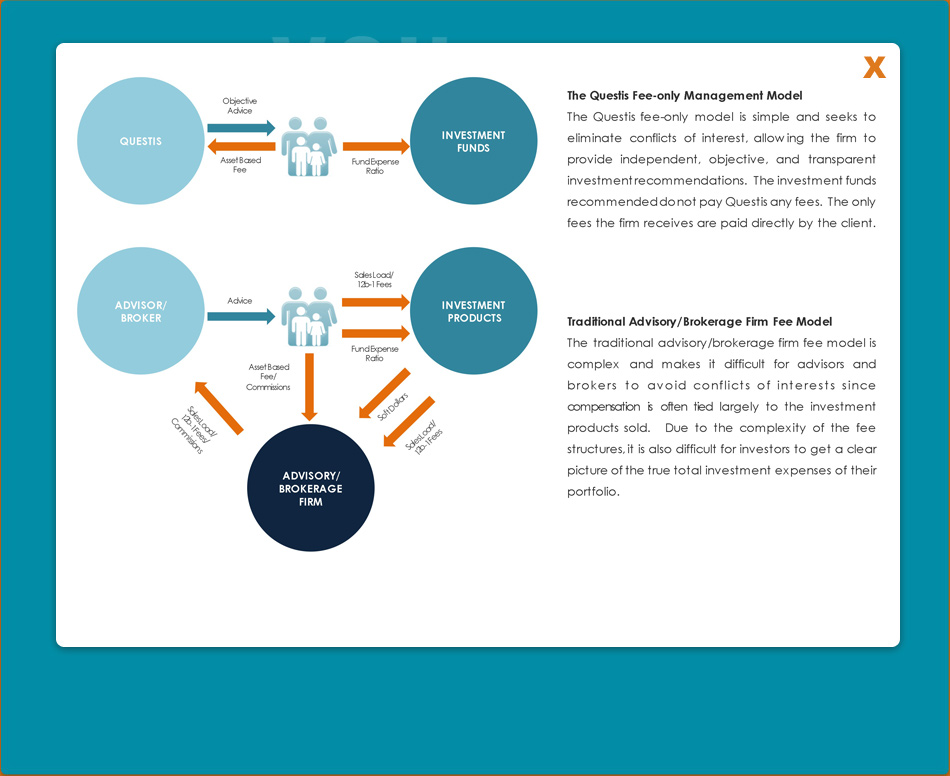 X
QUESTIS
Objective
Advice
Asset Based
Fee
Fund Expense
Ratio
INVESTMENT
FUNDS
The Questis Fee-only Management Model
The Questis fee-only model is simple and seeks to
eliminate conflicts of interest, allowing the firm to
provide independent, objective, and transparent
investment recommendations. The investment funds
recommended do not pay Questis any fees. The only
fees the firm receives are paid directly by the client.
ADVISOR/
BROKER
Advice
Sales Load/
12b-1 Fees
Fund Expense
Ratio
INVESTMENT
PRODUCTS
Asset Based
Fee/
Commissions
Sales Load/
12b-1 Fees/
Commissions
Soft Dollars
Sales Load/
12b-1 Fees
ADVISORY/
BROKERAGE
FIRM
Traditional Advisory/Brokerage Firm Fee Model
The traditional advisory/brokerage firm fee model is
complex and makes it difficult for advisors and
brokers to avoid conflicts of interests since
compensation is often tied largely to the investment
products sold. Due to the complexity of the fee
structures, it is also difficult for investors to get a clear
picture of the true total investment expenses of their
portfolio.